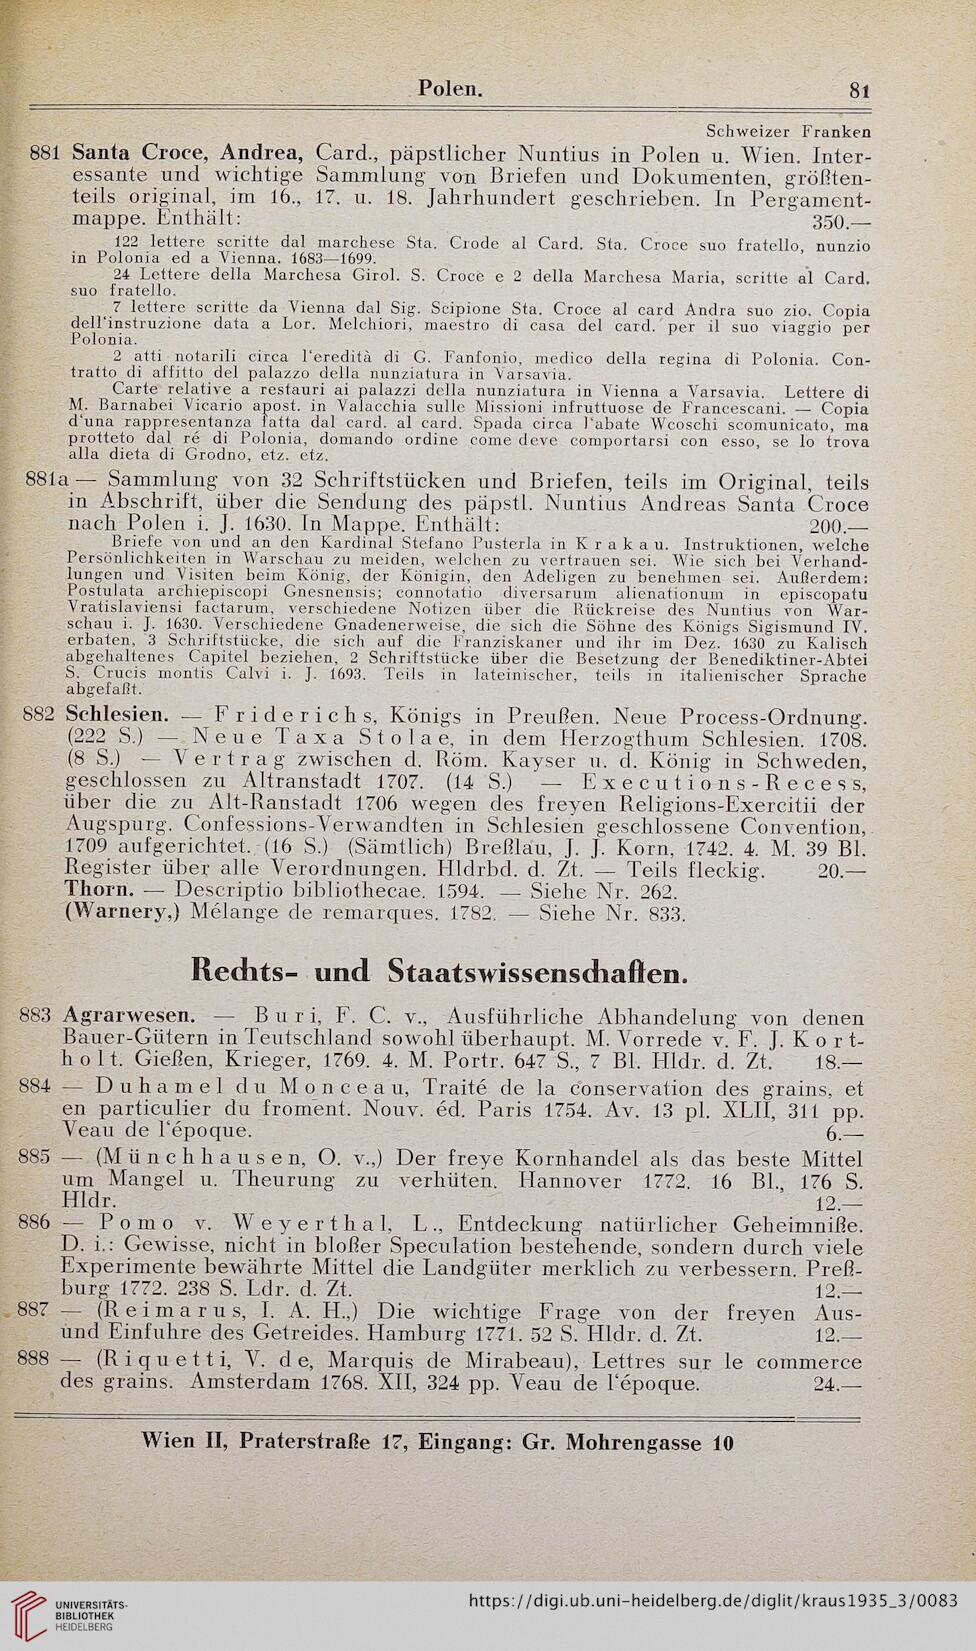 Polen. 81
Schweizer Franken
881 Santa Croce, Andrea, Card., päpstlicher Nuntius in Polen u. Wien. Inter-
essante und wichtige Sammlung von Briefen und Dokumenten, größten-
teils original, im 16., 17. u. 18. Jahrhundert geschrieben. In Pergament-
mappe. Enthält: 350.—
122 lettere scritte dal marchese Sta. Crode al Card. Sta. Croce suo fratello, nunzio
in Polonia ed a Vienna. 1683—1699.
24 Lettere della Marchesa Girol. S. Croce e 2 della Marchesa Maria, scritte al Card.
suo fratello.
7 lettere scritte da Vienna dal Sig. Scipione Sta. Croce al card Andra suo zio. Copia
dell'instruzione data a Lor. Melchiori, maestro di casa del card. per il suo viaggio per
Polonia.
2 atti notarili circa l'eredità di G. Fanfonio, medico della regina di Polonia. Con-
tratto di affitto del palazzo della nunziatura in Varsavia.
Carte relative a restauri ai palazzi della nunziatura in Vienna a Varsavia. Lettere di
M. Barnabei Vicario apost. in Valacchia sulle Missioni infruttuose de Francescani. — Copia
d'una rappresentanza fatta dal card. al card. Spada circa l'abate Wcoschi scomunicato, ma
protteto dal ré di Polonia, domando ordine come deve comportarsi con esso, se lo trova
alla dieta di Grodno, etz. etz.
881a — Sammlung von 32 Schriftstücken und Briefen, teils im Original, teils
in Abschrift, über die Sendung des päpstl. Nuntius Andreas Santa Croce
nach Polen i. J. 1630. In Mappe. Enthält: 200.—
Briefe von und an den Kardinal Stefano Pusterla in Krakau. Instruktionen, welche
Persönlichkeiten in Warschau zu meiden, welchen zu vertrauen sei. Wie sich bei Verhand-
lungen und Visiten beim König, der Königin, den Adeligen zu benehmen sei. Außerdem:
Postulata archiepiscopi Gnesnensis; connotatio diversarum alienationum in episcopatu
Vratislaviensi factarum, verschiedene Notizen über die Rückreise des Nuntius von War-
schau i. J. 1630. Verschiedene Gnadenerweise, die sich die Söhne des Königs Sigismund IV.
erbaten, 3 Schriftstücke, die sich auf die Franziskaner und ihr im Dez. 1630 zu Kalisch
abgehaltenes Capitel beziehen, 2 Schriftstücke über die Besetzung der Benediktiner-Abtei
S. Crucis montis Calvi i. J. 1693. Teils in lateinischer, teils in italienischer Sprache
abgefaßt.
882 Schlesien. — Friderichs, Königs in Preußen. Neue Process-Ordnung.
(222 S.) — Neue Taxa Stolae, in dem Herzogthum Schlesien. 1708.
(8 S.) — Vertrag zwischen d. Röm. Kayser u. d. König in Schweden,
geschlossen zu Altranstadt 1707. (14 S.) — Executions-Recess,
über die zu Alt-Ranstadt 1706 wegen des freyen Religions-Exercitii der
Augspurg. Confessions-Verwandten in Schlesien geschlossene Convention,
1709 aufgerichtet. (16 S.) (Sämtlich) Breßlau, J. J. Korn, 1742. 4. M. 39 Bl.
Register über alle Verordnungen. Hldrbd. d. Zt. — Teils fleckig. 20.—
Thorn. — Descriptio bibliothecae. 1594. — Siehe Nr. 262.
(Warnery,) Mélange de remarques. 1782. — Siehe Nr. 833.
Rechts- und Staatswissenschaften.
883 Agrarwesen. — Buri, F. C. v., Ausführliche Abhandelung von denen
Bauer-Gütern in Teutschland sowohl überhaupt. M. Vorrede v. F. J. Kort-
holt. Gießen, Krieger, 1769. 4. M. Portr. 647 S., 7 Bl. Hldr. d. Zt. 18.—
884 — Duhamel du Monceau, Traité de la conservation des grains, et
en particulier du froment. Nouv. éd. Paris 1754. Av. 13 pl. XLII, 311 pp.
Veau de l'époque. 6.—
885 — (Münchhausen, O. v.,) Der freye Kornhandel als das beste Mittel
um Mangel u. Theurung zu verhüten. Hannover 1772. 16 Bl., 176 S.
Hldr. 12.—
886 — Pomo v. Weyerthal, L., Entdeckung natürlicher Geheimniße.
D. i.: Gewisse, nicht in bloßer Speculation bestehende, sondern durch viele
Experimente bewährte Mittel die Landgüter merklich zu verbessern. Preß-
burg 1772. 238 S. Ldr. d. Zt. 12.—
887 — (Reimarus, I. A. H.,) Die wichtige Frage von der freyen Aus-
und Einfuhre des Getreides. Hamburg 1771. 52 S. Hldr. d. Zt. 12.—
888 — (Riquetti, V. de, Marquis de Mirabeau), Lettres sur le commerce
des grains. Amsterdam 1768. XII, 324 pp. Veau de l'époque. 24.—
Wien II, Praterstraße 17, Eingang: Gr. Mohrengasse 10
UNIVERSITÄTS-
BIBLIOTHEK
HEIDELBERG
https://digi.ub.uni-heidelberg.de/diglit/kraus1935_3/0083